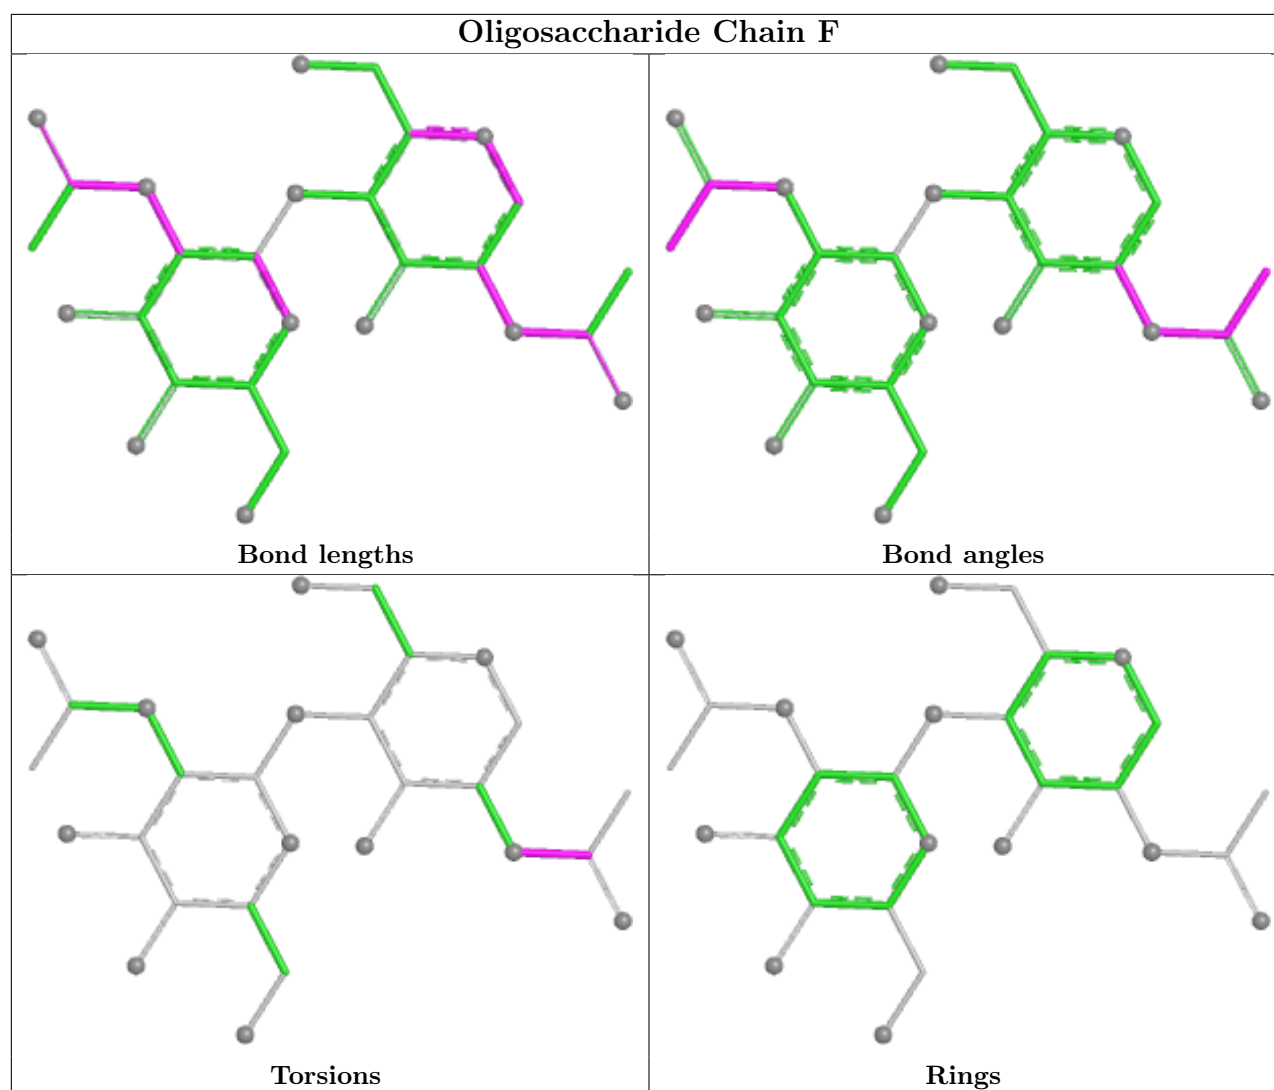 Oligosaccharide Chain F
Bond lengths
Bond angles
Torsions
Rings